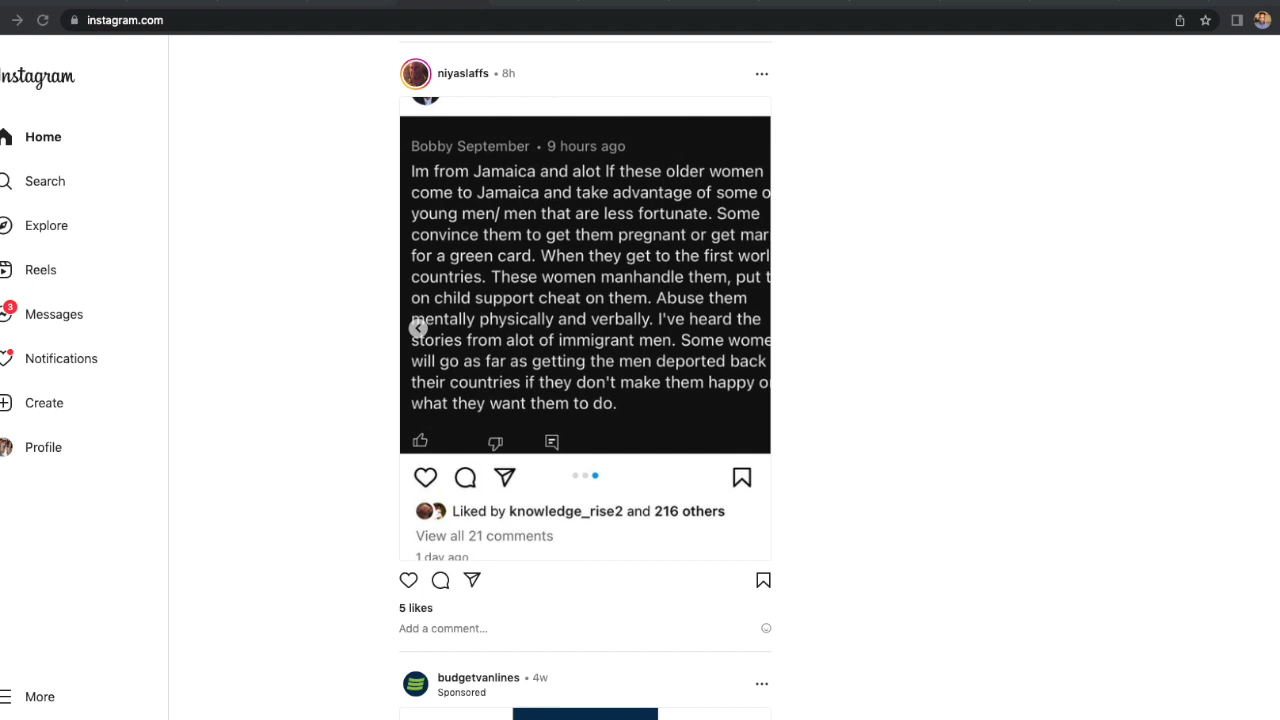 instagram.com
Instagram
niyaslaffs • 8h
Home
Search
Explore
Reels
3
Messages
Notifications
Create
Profile
More
Bobby September • 9 hours ago
Im from Jamaica and alot If these older women
come to Jamaica and take advantage of some
young men/ men that are less fortunate. Some
convince them to get them pregnant or get
for a green card. When they get to the first
countries. These women manhandle them, put
on child support cheat on them. Abuse them
mentally physically and verbally. I've heard the
stories from alot of immigrant men. Some
will go as far as getting the men deported back
their countries if they don't make them happy
what they want them to do.
Liked by knowledge_rise2 and 216 others
View all 21 comments
1 day ago
5 likes
Add a comment...
budgetvanlines • 4w
Sponsored